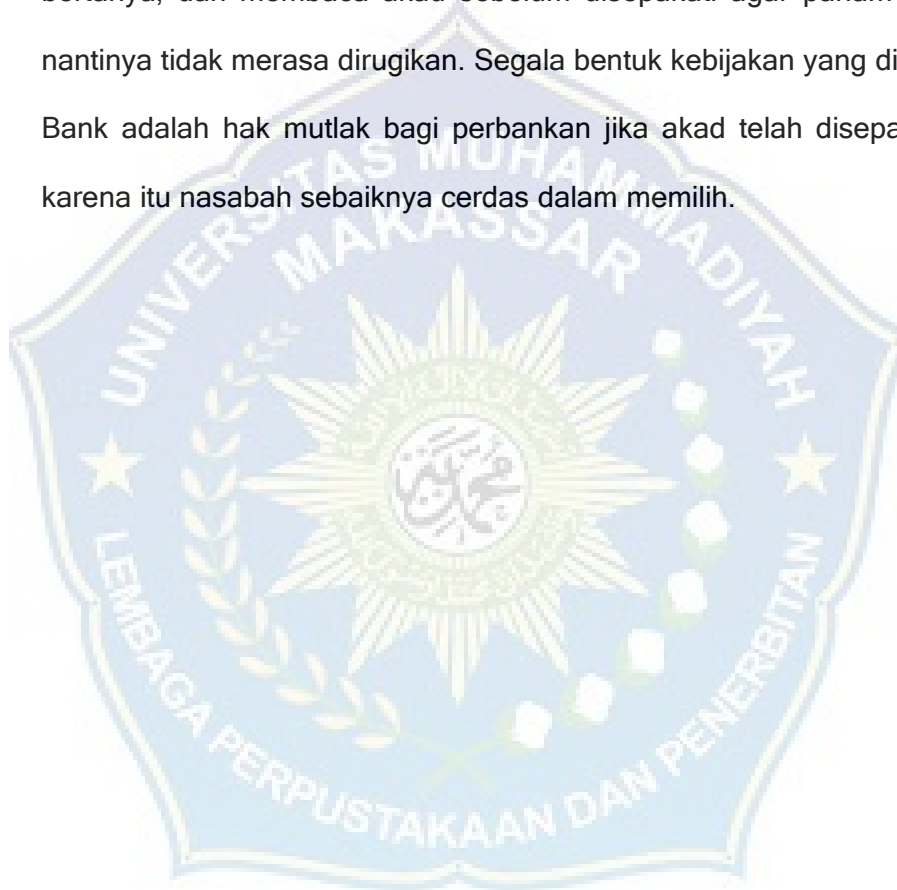 nantinya tidak merasa dirugikan. Segala bentuk kebijakan yang di
Bank adalah hak mutlak bagi perbankan jika akad telah disepa
karena itu nasabah sebaiknya cerdas dalam memilih.
UNIVERSITAS MUHAMMADIYAH
MAKASSAR
محمدية
LEMBAGA PERPUSTAKAAN DAN PENERBITAN